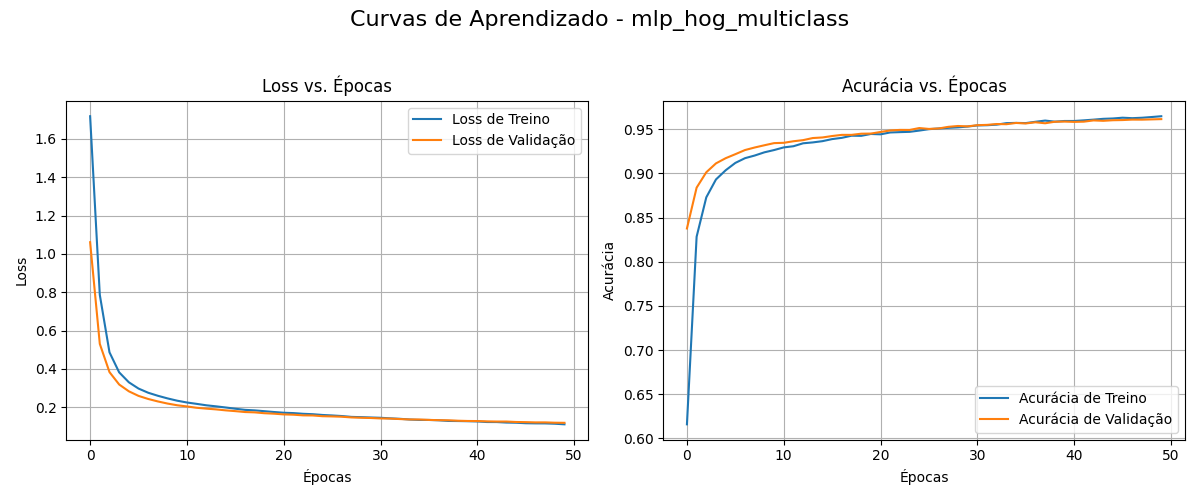 Curvas de Aprendizado - mlp_hog_multiclass
Loss vs. Épocas
Loss
1.6
1.4
1.2
1.0
0.8
0.6
0.4
0.2
Loss de Treino
Loss de Validação
0
10
20
30
40
50
Épocas
Acurácia vs. Épocas
Acurácia
0.95
0.90
0.85
0.80
0.75
0.70
0.65
0.60
Acurácia de Treino
Acurácia de Validação
0
10
20
30
40
50
Épocas